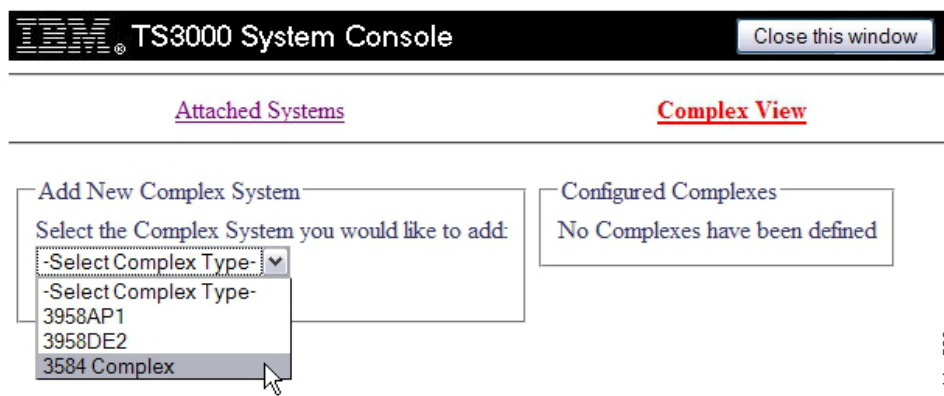 IBM® TS3000 System Console
Close this window
Attached Systems
Complex View
Add New Complex System
Select the Complex System you would like to add:
-Select Complex Type-
-Select Complex Type-
3958AP1
3958DE2
3584 Complex
Configured Complexes
No Complexes have been defined